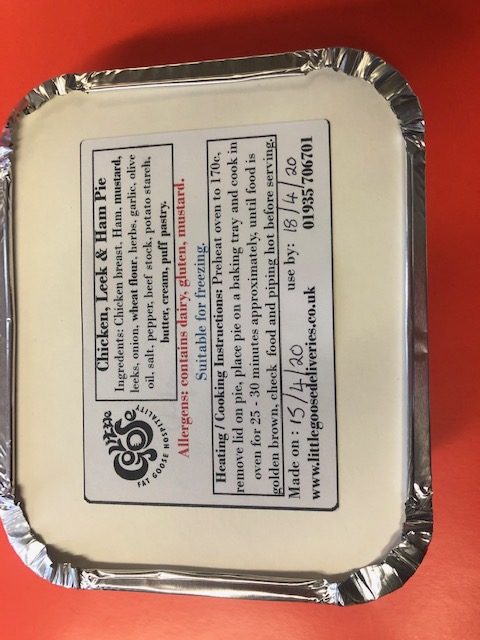 Little
Goose
FAT GOOSE HOSPITALITY
Chicken, Leek & Ham Pie
Ingredents: Chicken breast, Ham, mustard,
leeks, onion, wheat flour, herbs, garlic, olive
oil, salt, pepper, beef stock, potato starch,
butter, cream, puff pastry.
Allergens: contains dairy, gluten, mustard.
Suitable for freezing.
Heating / Cooking Instructions: Preheat oven to 170c,
remove lid on pie, place pie on a baking tray and cook in
oven for 25 - 30 minutes approximately, until food is
golden brown, check food and piping hot before serving.
Made on : 15/4/20 use by: 18/4/20
www.littlegoosedeliveries.co.uk 01935 706701